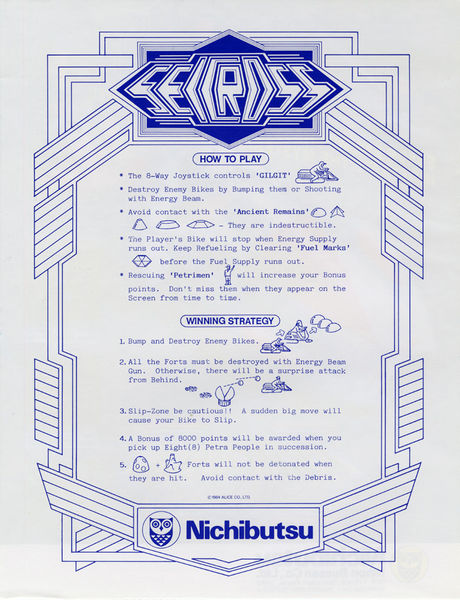 SEICROSS
HOW TO PLAY
* The 8-Way Joystick controls 'GILGIT'
* Destroy Enemy Bikes by Bumping them or Shooting
with Energy Beam.
* Avoid contact with the 'Ancient Remains'
— They are indestructible.
* The Player's Bike will stop when Energy Supply
runs out. Keep Refueling by Clearing 'Fuel Marks'
before the Fuel Supply runs out.
* Rescuing 'Petrimen' will increase your Bonus
points. Don't miss them when they appear on the
Screen from time to time.
WINNING STRATEGY
1. Bump and Destroy Enemy Bikes.
2. All the Forts must be destroyed with Energy Beam
Gun. Otherwise, there will be a surprise attack
from Behind.
3. Slip-Zone be cautious!! A sudden big move will
cause your Bike to Slip.
4. A Bonus of 8000 points will be awarded when you
pick up Eight(8) Petra People in succession.
5. + Forts will not be detonated when
they are hit. Avoid contact with the Debris.
© 1984 ALICE CO., LTD.
Nichibutsu